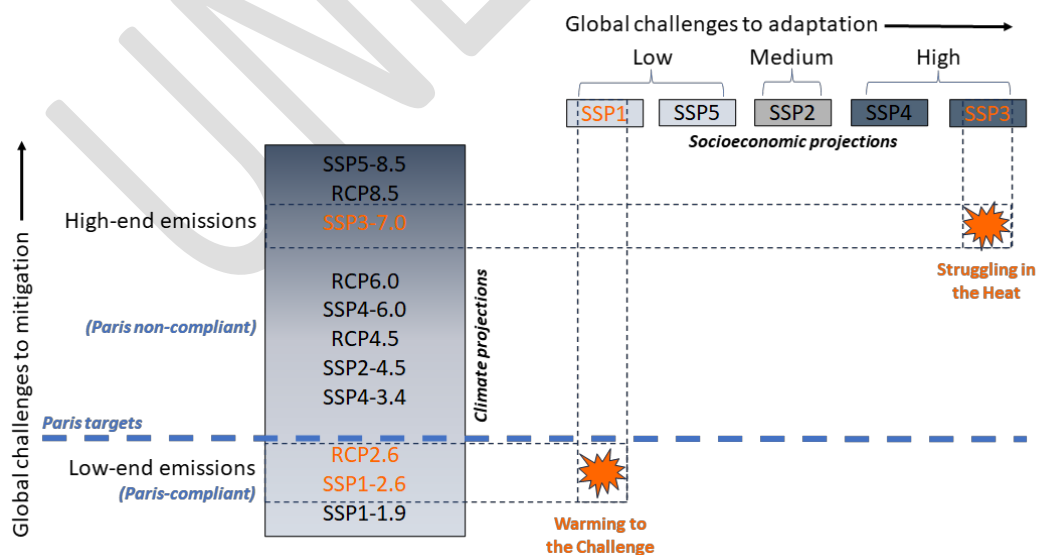 Global challenges to adaptation
Low Medium High
SSP1 SSP5 SSP2 SSP4 SSP3
Socioeconomic projections
Global challenges to mitigation
SSP5-8.5
RCP8.5
High-end emissions
SSP3-7.0
Struggling in
the Heat
RCP6.0
SSP4-6.0
(Paris non-compliant)
RCP4.5
SSP2-4.5
SSP4-3.4
Climate projections
Paris targets
RCP2.6
Low-end emissions
SSP1-2.6
(Paris-compliant)
SSP1-1.9
Warming to
the Challenge